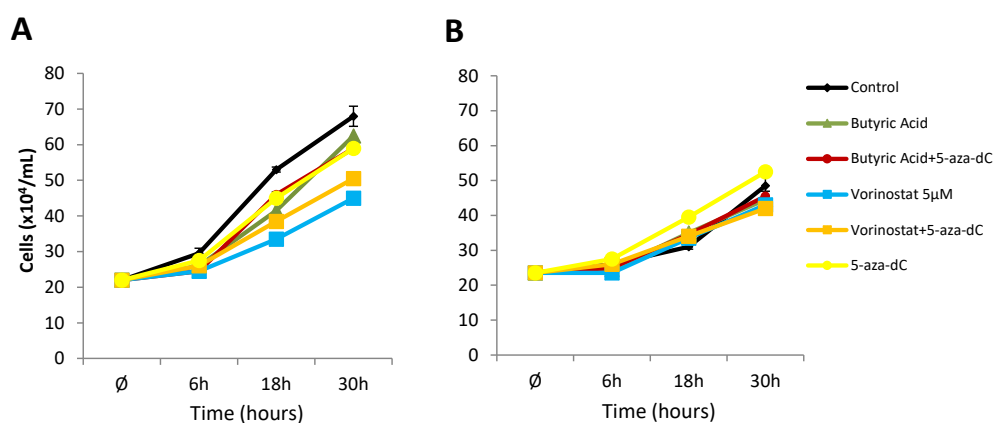 A
Cells (x10⁴/mL)
80
70
60
50
40
30
20
10
0
Ø 6h 18h 30h
Time (hours)
B
80
70
60
50
40
30
20
10
0
Ø 6h 18h 30h
Time (hours)
Control
Butyric Acid
Butyric Acid+5-aza-dC
Vorinostat 5µM
Vorinostat+5-aza-dC
5-aza-dC